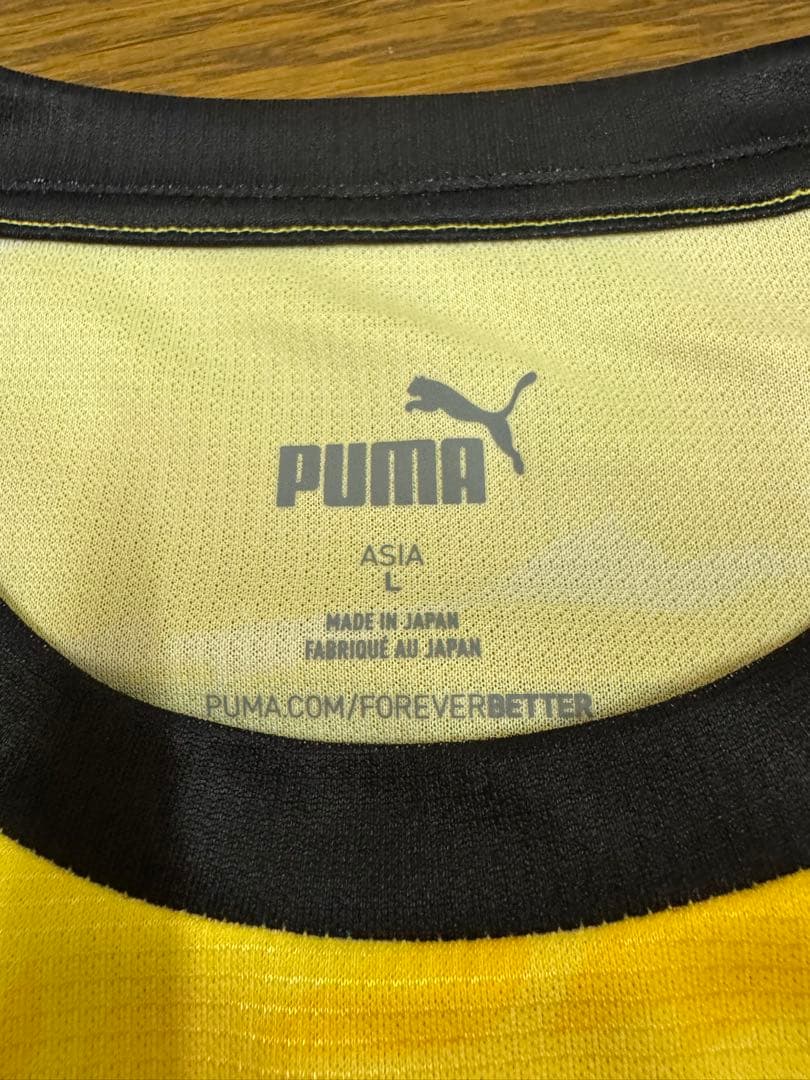 PUMA
ASIA
L
MADE IN JAPAN
FABRIQUÉ AU JAPAN
PUMA.COM/FOREVERBETTER